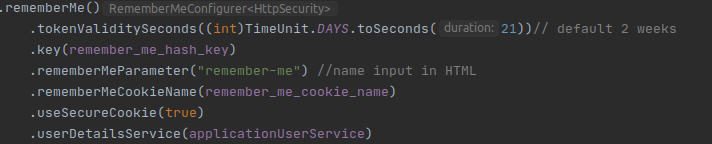 .rememberMe() RememberMeConfigurer<HttpSecurity>
.tokenValiditySeconds((int)TimeUnit.DAYS.toSeconds( duration: 21))// default 2 weeks
.key(remember_me_hash_key)
.rememberMeParameter("remember-me") //name input in HTML
.rememberMeCookieName(remember_me_cookie_name)
.useSecureCookie(true)
.userDetailsService(applicationUserService)